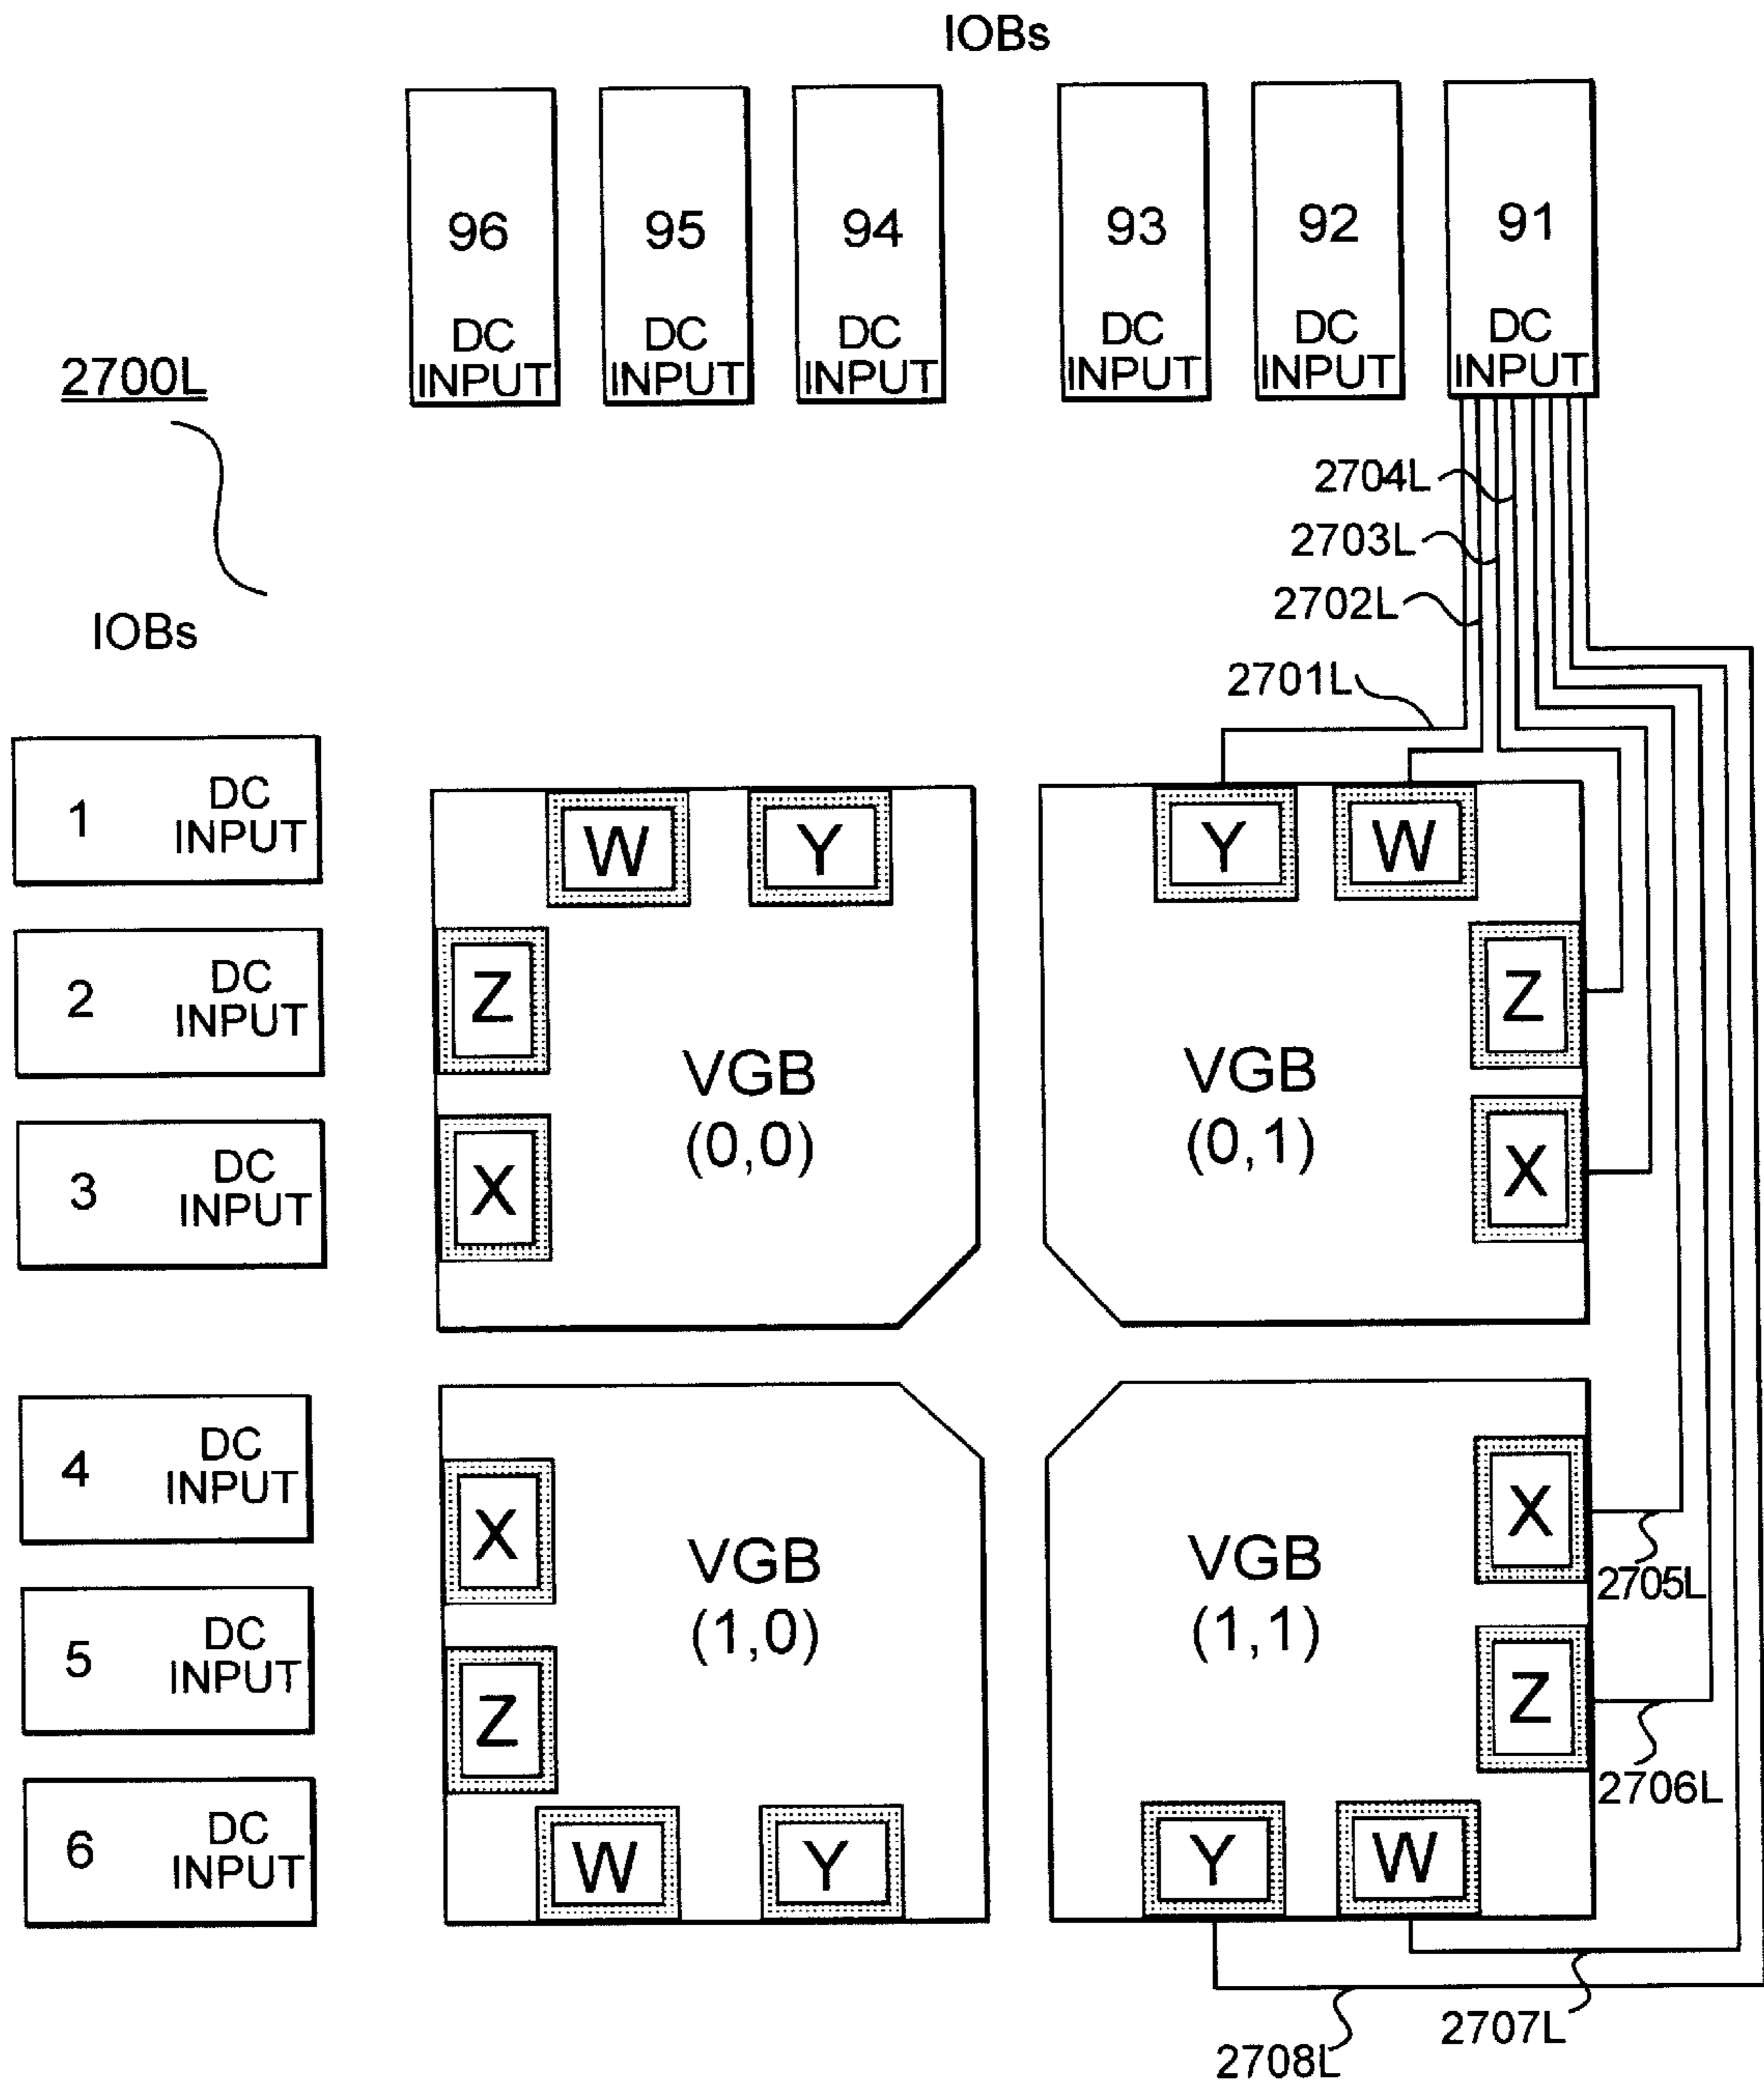 IOBs
96
DC
INPUT
95
DC
INPUT
94
DC
INPUT
93
DC
INPUT
92
DC
INPUT
91
DC
INPUT
2700L
2704L
2703L
2702L
2701L
IOBs
1
DC
INPUT
2
DC
INPUT
3
DC
INPUT
4
DC
INPUT
5
DC
INPUT
6
DC
INPUT
W
Y
Z
X
VGB
(0,0)
Y
W
Z
X
VGB
(0,1)
X
Z
W
Y
VGB
(1,0)
X
Z
Y
W
VGB
(1,1)
2705L
2706L
2707L
2708L